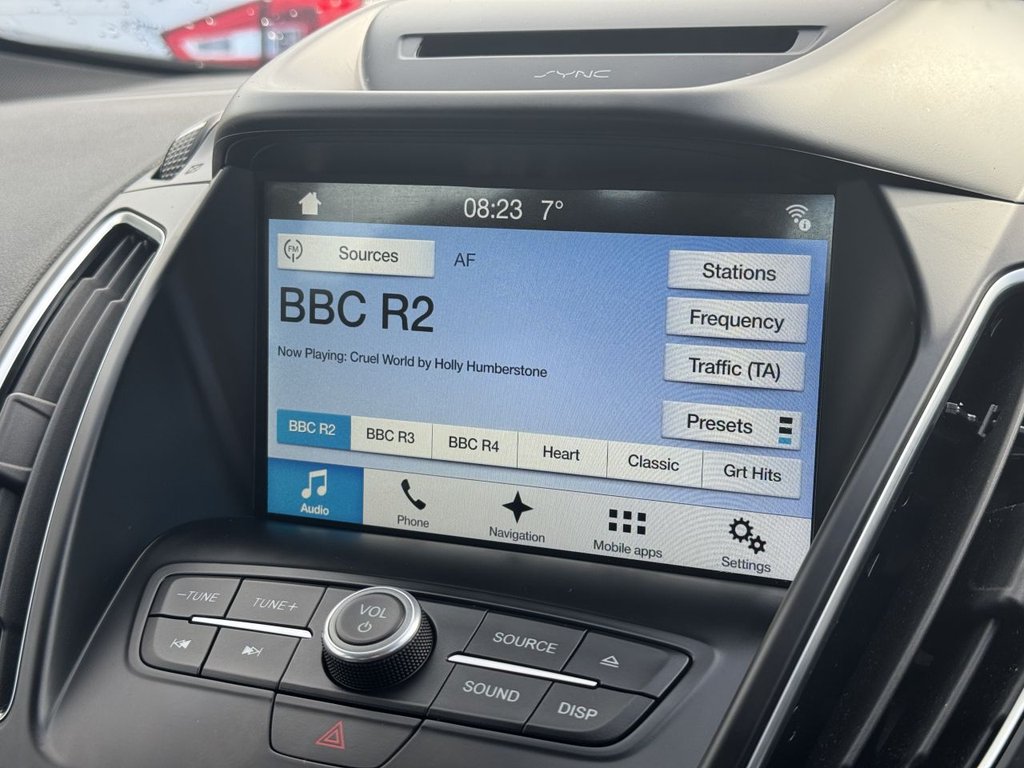 SYNC
08:23 7°
FM Sources AF
Stations
BBC R2
Frequency
Now Playing: Cruel World by Holly Humberstone
Traffic (TA)
Presets
BBC R2 BBC R3 BBC R4 Heart Classic Grt Hits
Audio Phone Navigation Mobile apps Settings
−TUNE TUNE+ VOL SOURCE
SOUND DISP